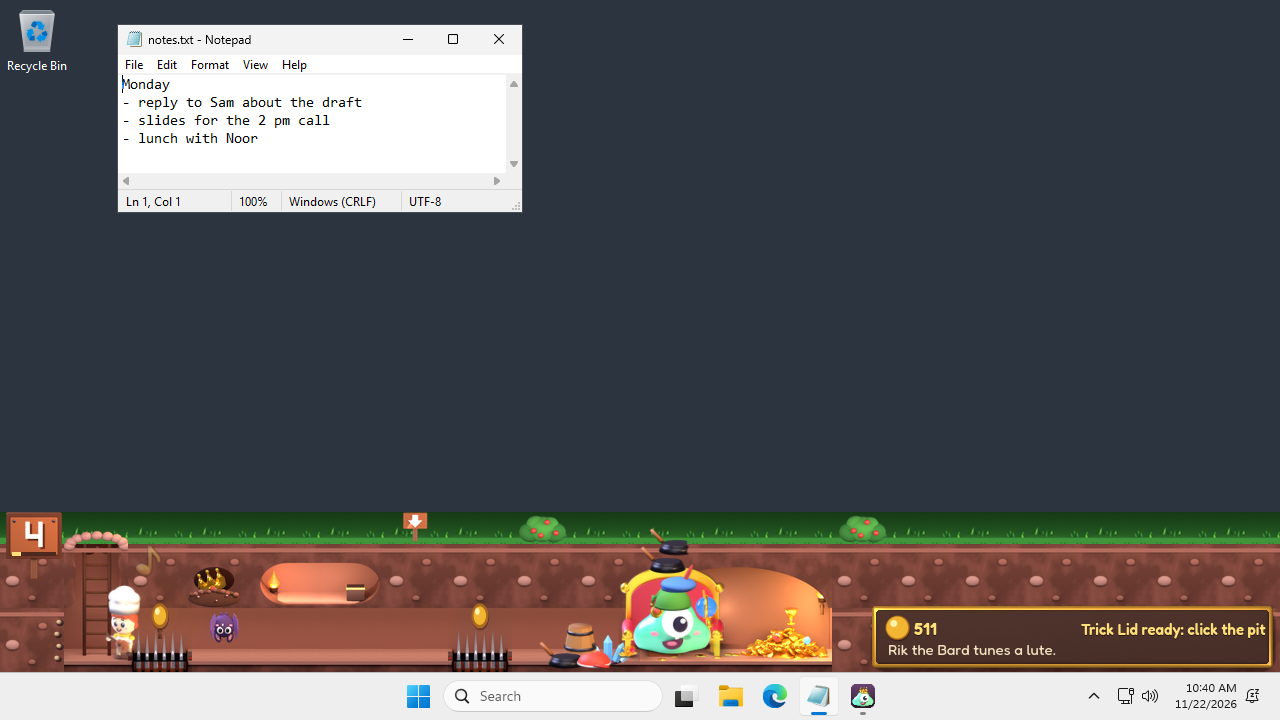 Recycle Bin
notes.txt - Notepad
File Edit Format View Help
Monday
- reply to Sam about the draft
- slides for the 2 pm call
- lunch with Noor
Ln 1, Col 1 100% Windows (CRLF) UTF-8
4
511 Trick Lid ready: click the pit
Rik the Bard tunes a lute.
Search
10:40 AM
11/22/2026